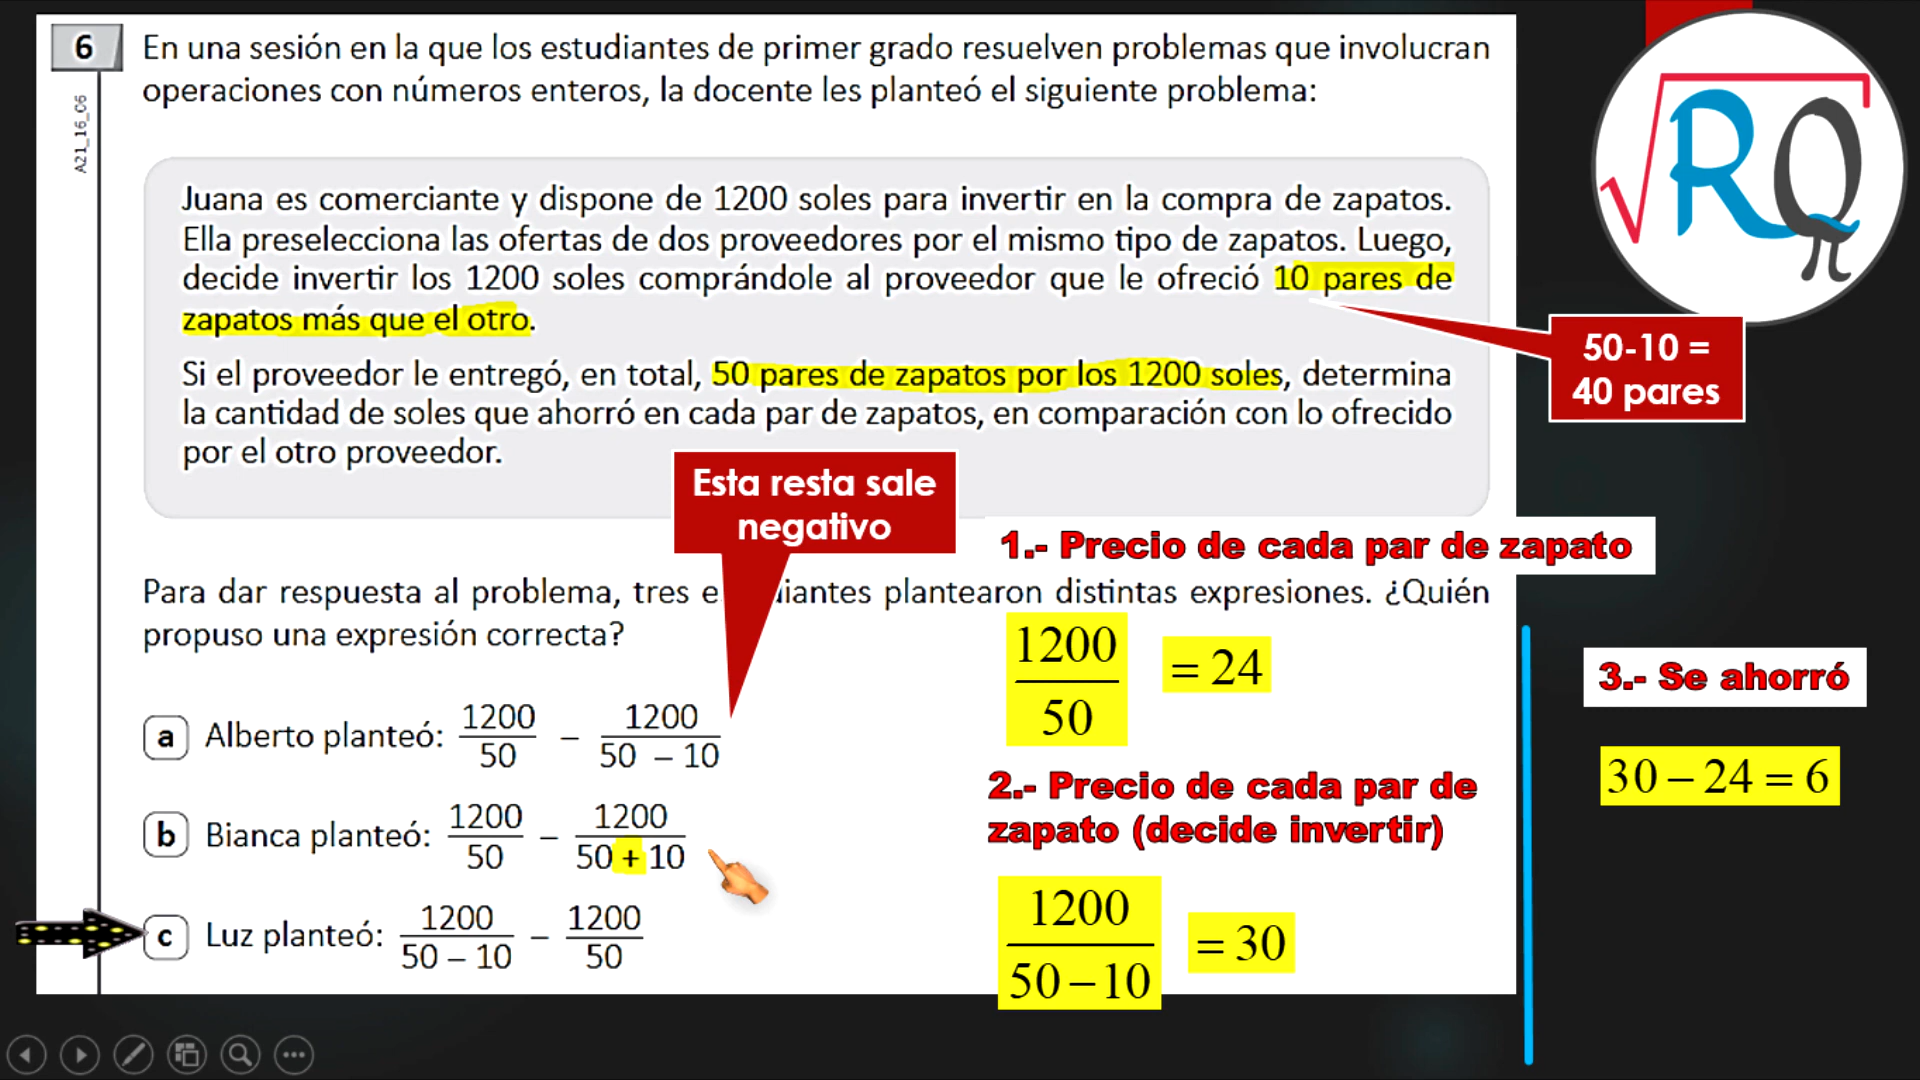 6
A21_16_C6
En una sesión en la que los estudiantes de primer grado resuelven problemas que involucran
operaciones con números enteros, la docente les planteó el siguiente problema:
Juana es comerciante y dispone de 1200 soles para invertir en la compra de zapatos.
Ella preselecciona las ofertas de dos proveedores por el mismo tipo de zapatos. Luego,
decide invertir los 1200 soles comprándole al proveedor que le ofreció 10 pares de
zapatos más que el otro.
Si el proveedor le entregó, en total, 50 pares de zapatos por los 1200 soles, determina
la cantidad de soles que ahorró en cada par de zapatos, en comparación con lo ofrecido
por el otro proveedor.
√RQπ
50-10 =
40 pares
Esta resta sale
negativo
Para dar respuesta al problema, tres e iantes plantearon distintas expresiones. ¿Quién
propuso una expresión correcta?
a Alberto planteó: 1200/50 – 1200/(50 – 10)
b Bianca planteó: 1200/50 – 1200/(50 + 10)
c Luz planteó: 1200/(50 – 10) – 1200/50
1.- Precio de cada par de zapato
1200/50 = 24
2.- Precio de cada par de
zapato (decide invertir)
1200/(50 – 10) = 30
3.- Se ahorró
30 – 24 = 6